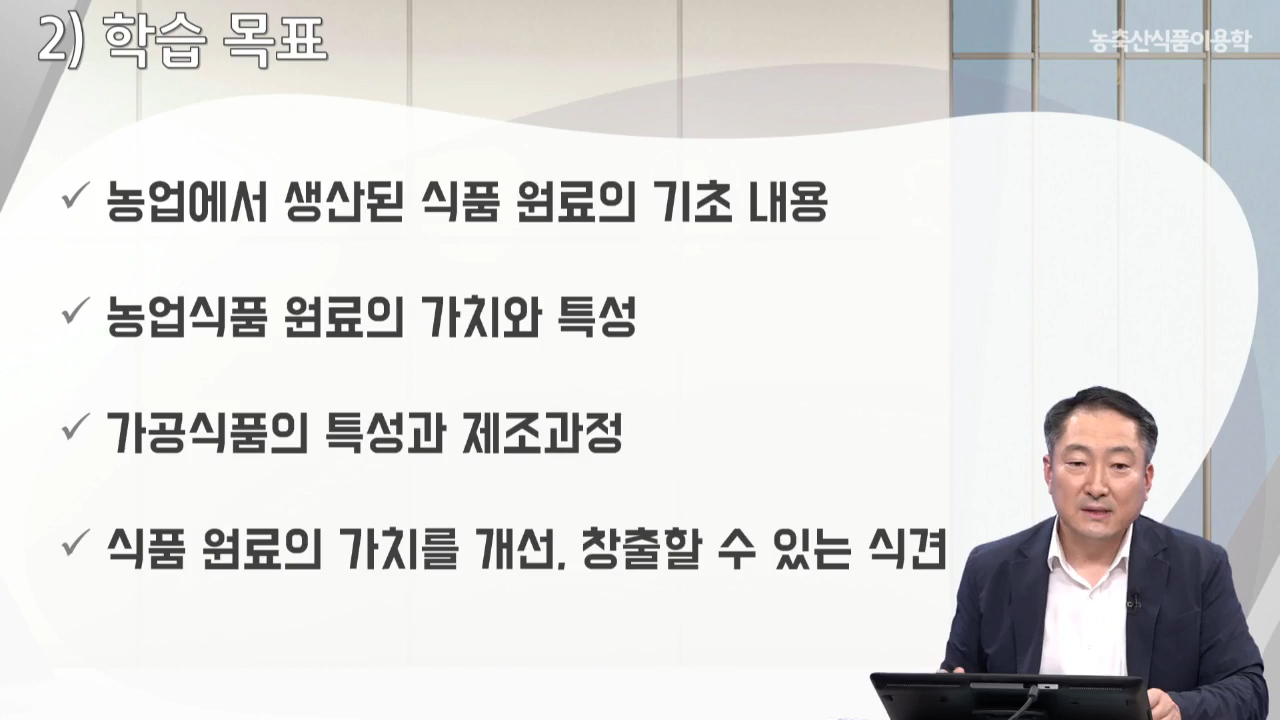 2) 학습 목표
농축산식품이용학
✓ 농업에서 생산된 식품 원료의 기초 내용
✓ 농업식품 원료의 가치와 특성
✓ 가공식품의 특성과 제조과정
✓ 식품 원료의 가치를 개선, 창출할 수 있는 식견